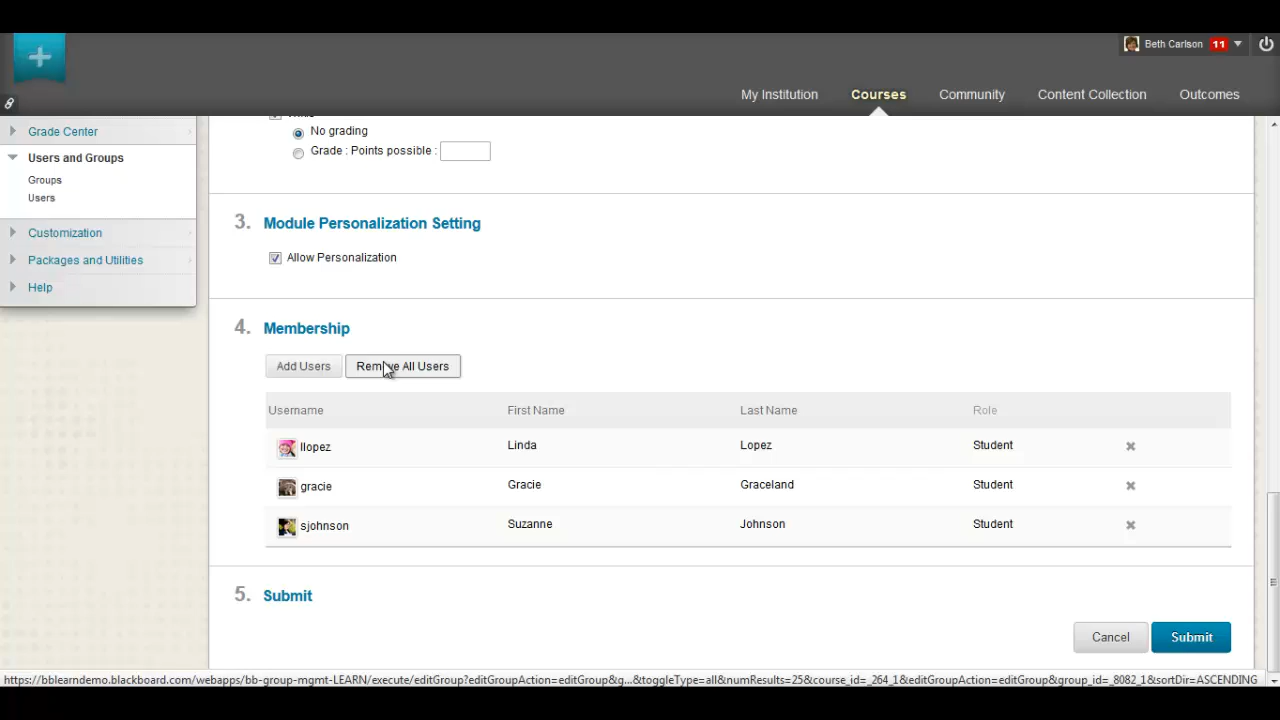 Beth Carlson 11
My Institution Courses Community Content Collection Outcomes
Grade Center
Users and Groups
Groups
Users
Customization
Packages and Utilities
Help
No grading
Grade : Points possible :
3. Module Personalization Setting
Allow Personalization
4. Membership
Add Users Remove All Users
Username First Name Last Name Role
llopez Linda Lopez Student
gracie Gracie Graceland Student
sjohnson Suzanne Johnson Student
5. Submit
Cancel Submit
https://bblearndemo.blackboard.com/webapps/bb-group-mgmt-LEARN/execute/editGroup?editGroupAction=editGroup&g...&toggleType=all&numResults=25&course_id=_264_1&editGroupAction=editGroup&group_id=_8082_1&sortDir=ASCENDING